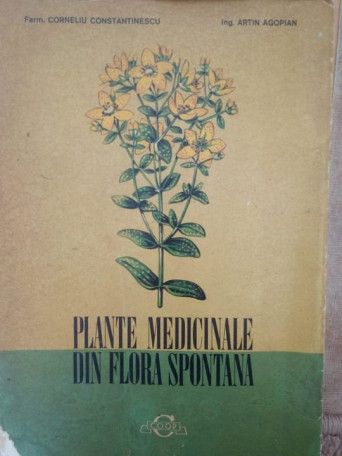 Farm. CORNELIU CONSTANTINESCU
Ing. ARTIN AGOPIAN
PLANTE MEDICINALE
DIN FLORA SPONTANA